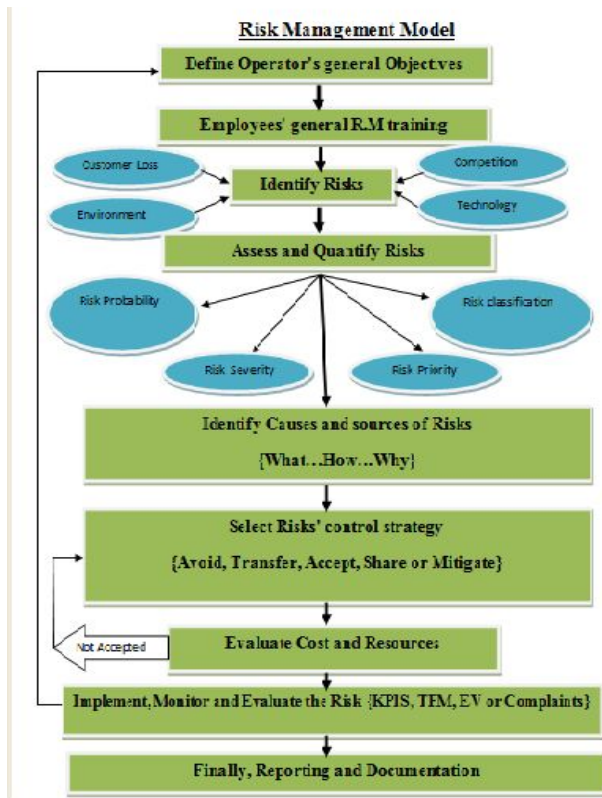 Risk Management Model
Define Operator's general Objectives
Employees' general R.M training
Customer Loss
Competition
Identify Risks
Environment
Technology
Assess and Quantify Risks
Risk Probability
Risk classification
Risk Severity
Risk Priority
Identify Causes and sources of Risks
{What...How...Why}
Select Risks' control strategy
{Avoid, Transfer, Accept, Share or Mitigate}
Evaluate Cost and Resources
Not Accepted
Implement, Monitor and Evaluate the Risk {KPIS, TFM, EV or Complaints}
Finally, Reporting and Documentation